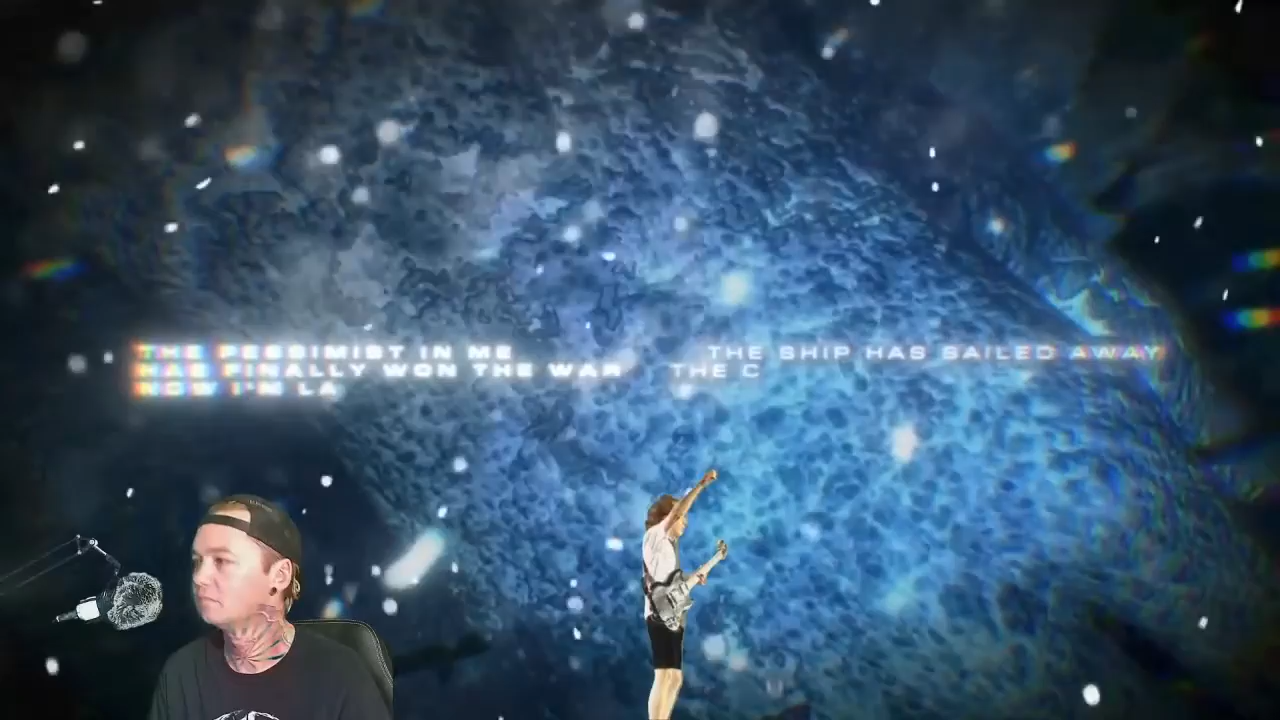 THE PESSIMIST IN ME
HAS FINALLY WON THE WAR
NOW I'M LA
THE SHIP HAS SAILED AWAY
THE C